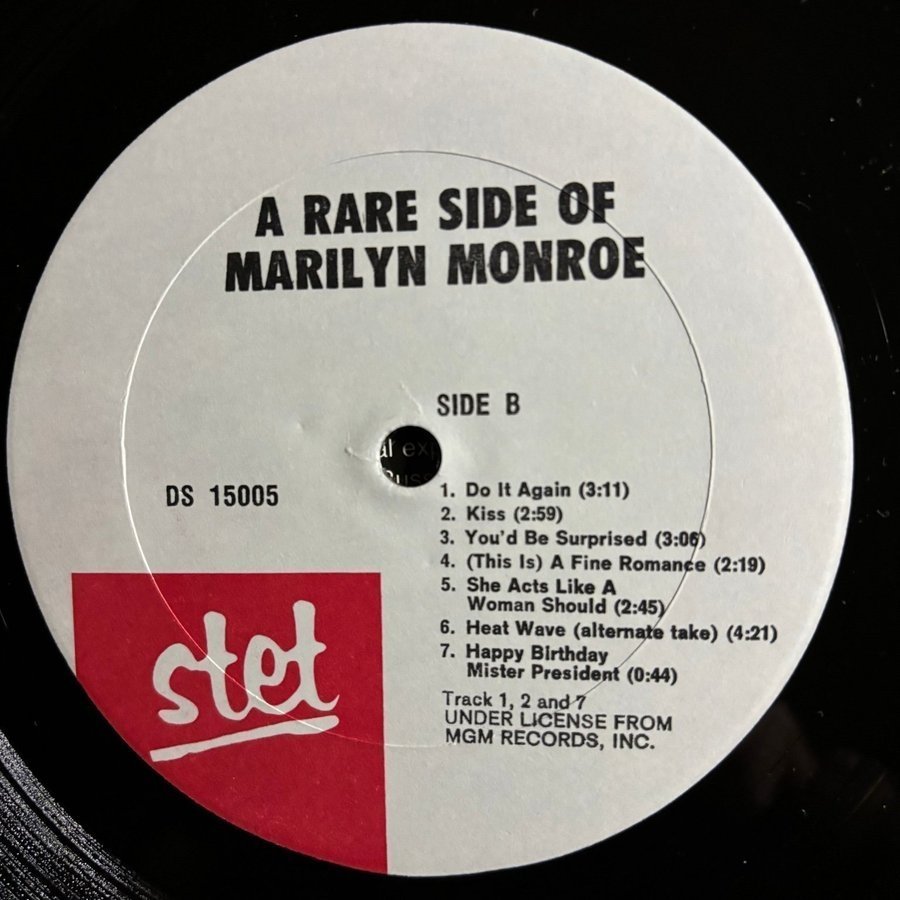 A RARE SIDE OF
MARILYN MONROE
SIDE B
DS 15005
1. Do It Again (3:11)
2. Kiss (2:59)
3. You'd Be Surprised (3:06)
4. (This Is) A Fine Romance (2:19)
5. She Acts Like A
Woman Should (2:45)
6. Heat Wave (alternate take) (4:21)
7. Happy Birthday
Mister President (0:44)
Track 1, 2 and 7
UNDER LICENSE FROM
MGM RECORDS, INC.
stet